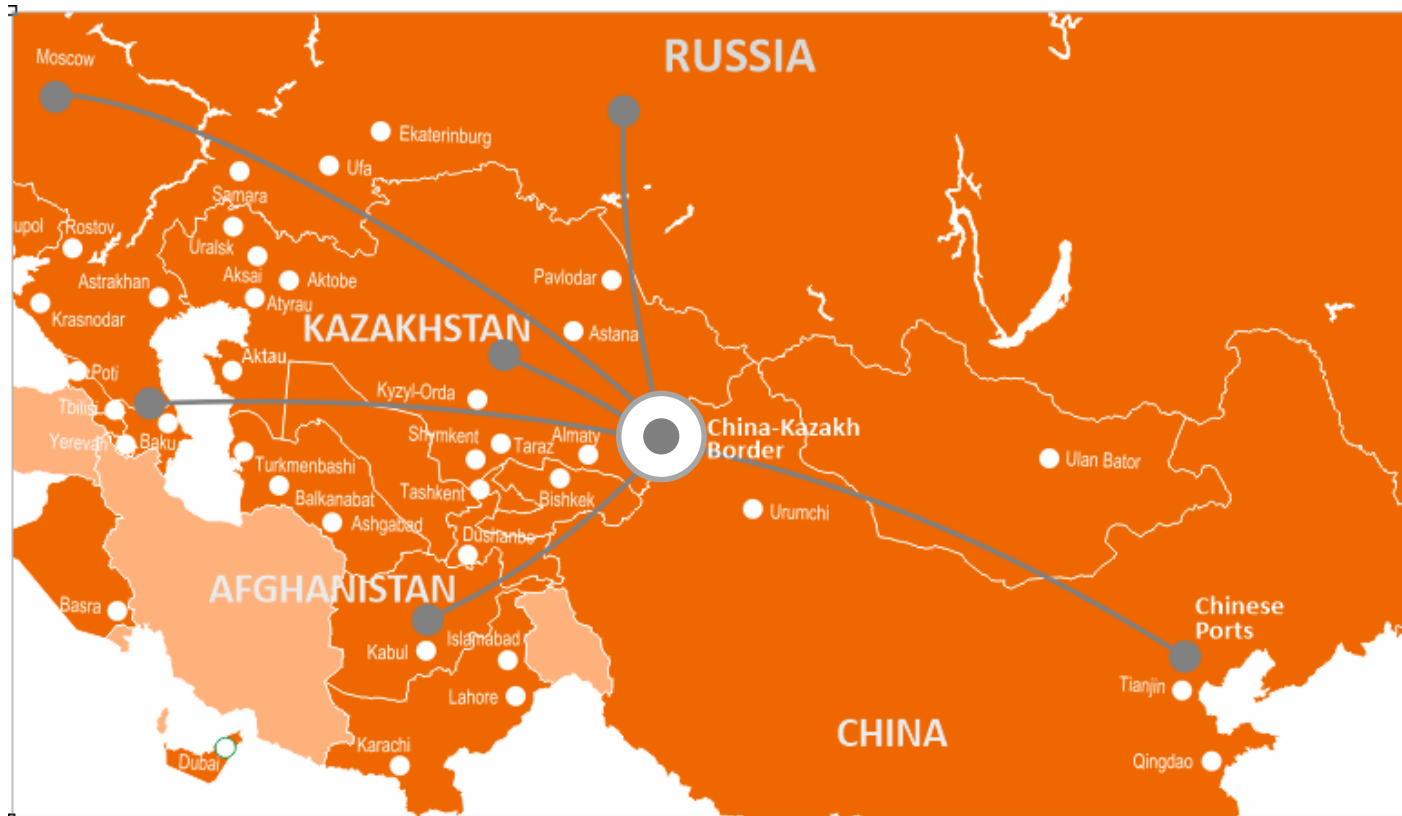 Moscow
RUSSIA
Ekaterinburg
Ufa
Samara
upol
Rostov
Uralsk
Aksai
Aktobe
Astrakhan
Atyrau
Pavlodar
Krasnodar
KAZAKHSTAN
Astana
Aktau
Poti
Kyzyl-Orda
Tbilisi
Yerevan
Baku
Shymkent
Taraz
Almaty
China-Kazakh
Border
Ulan Bator
Turkmenbashi
Balkanabat
Tashkent
Bishkek
Urumchi
Ashgabad
Dushanbe
AFGHANISTAN
Basra
Chinese
Ports
Islamabad
Kabul
Tianjin
Lahore
CHINA
Karachi
Dubai
Qingdao